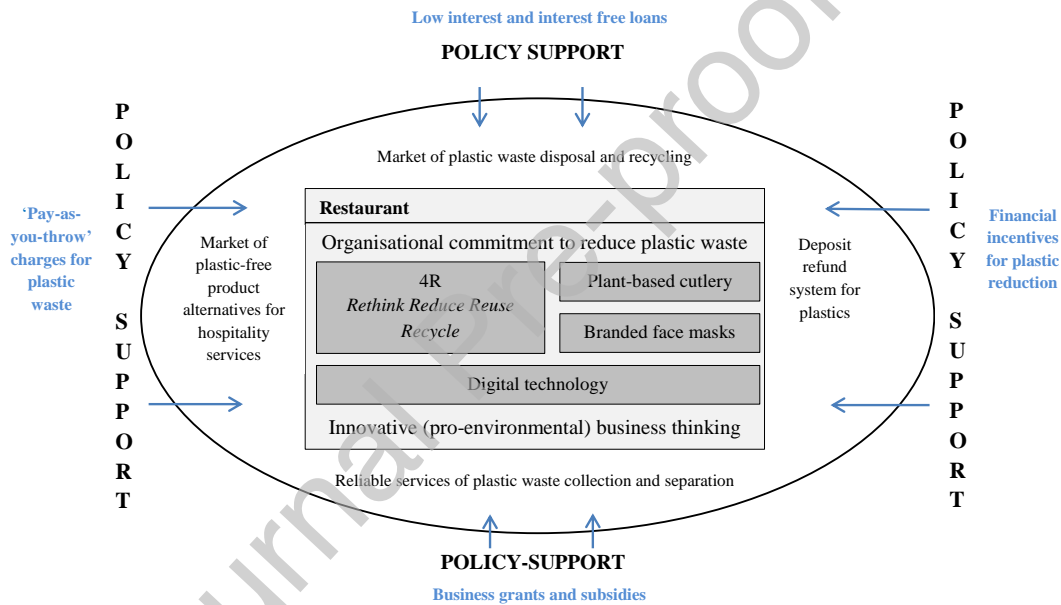 Low interest and interest free loans
POLICY SUPPORT
P
O
L
I
C
Y
S
U
P
P
O
R
T
'Pay-as-
you-throw'
charges for
plastic
waste
Market of plastic waste disposal and recycling
Market of
plastic-free
product
alternatives for
hospitality
services
Restaurant
Organisational commitment to reduce plastic waste
4R
Rethink Reduce Reuse
Recycle
Plant-based cutlery
Branded face masks
Digital technology
Innovative (pro-environmental) business thinking
Deposit
refund
system for
plastics
Reliable services of plastic waste collection and separation
P
O
L
I
C
Y
S
U
P
P
O
R
T
Financial
incentives
for plastic
reduction
POLICY-SUPPORT
Business grants and subsidies
urnal Pre-proo